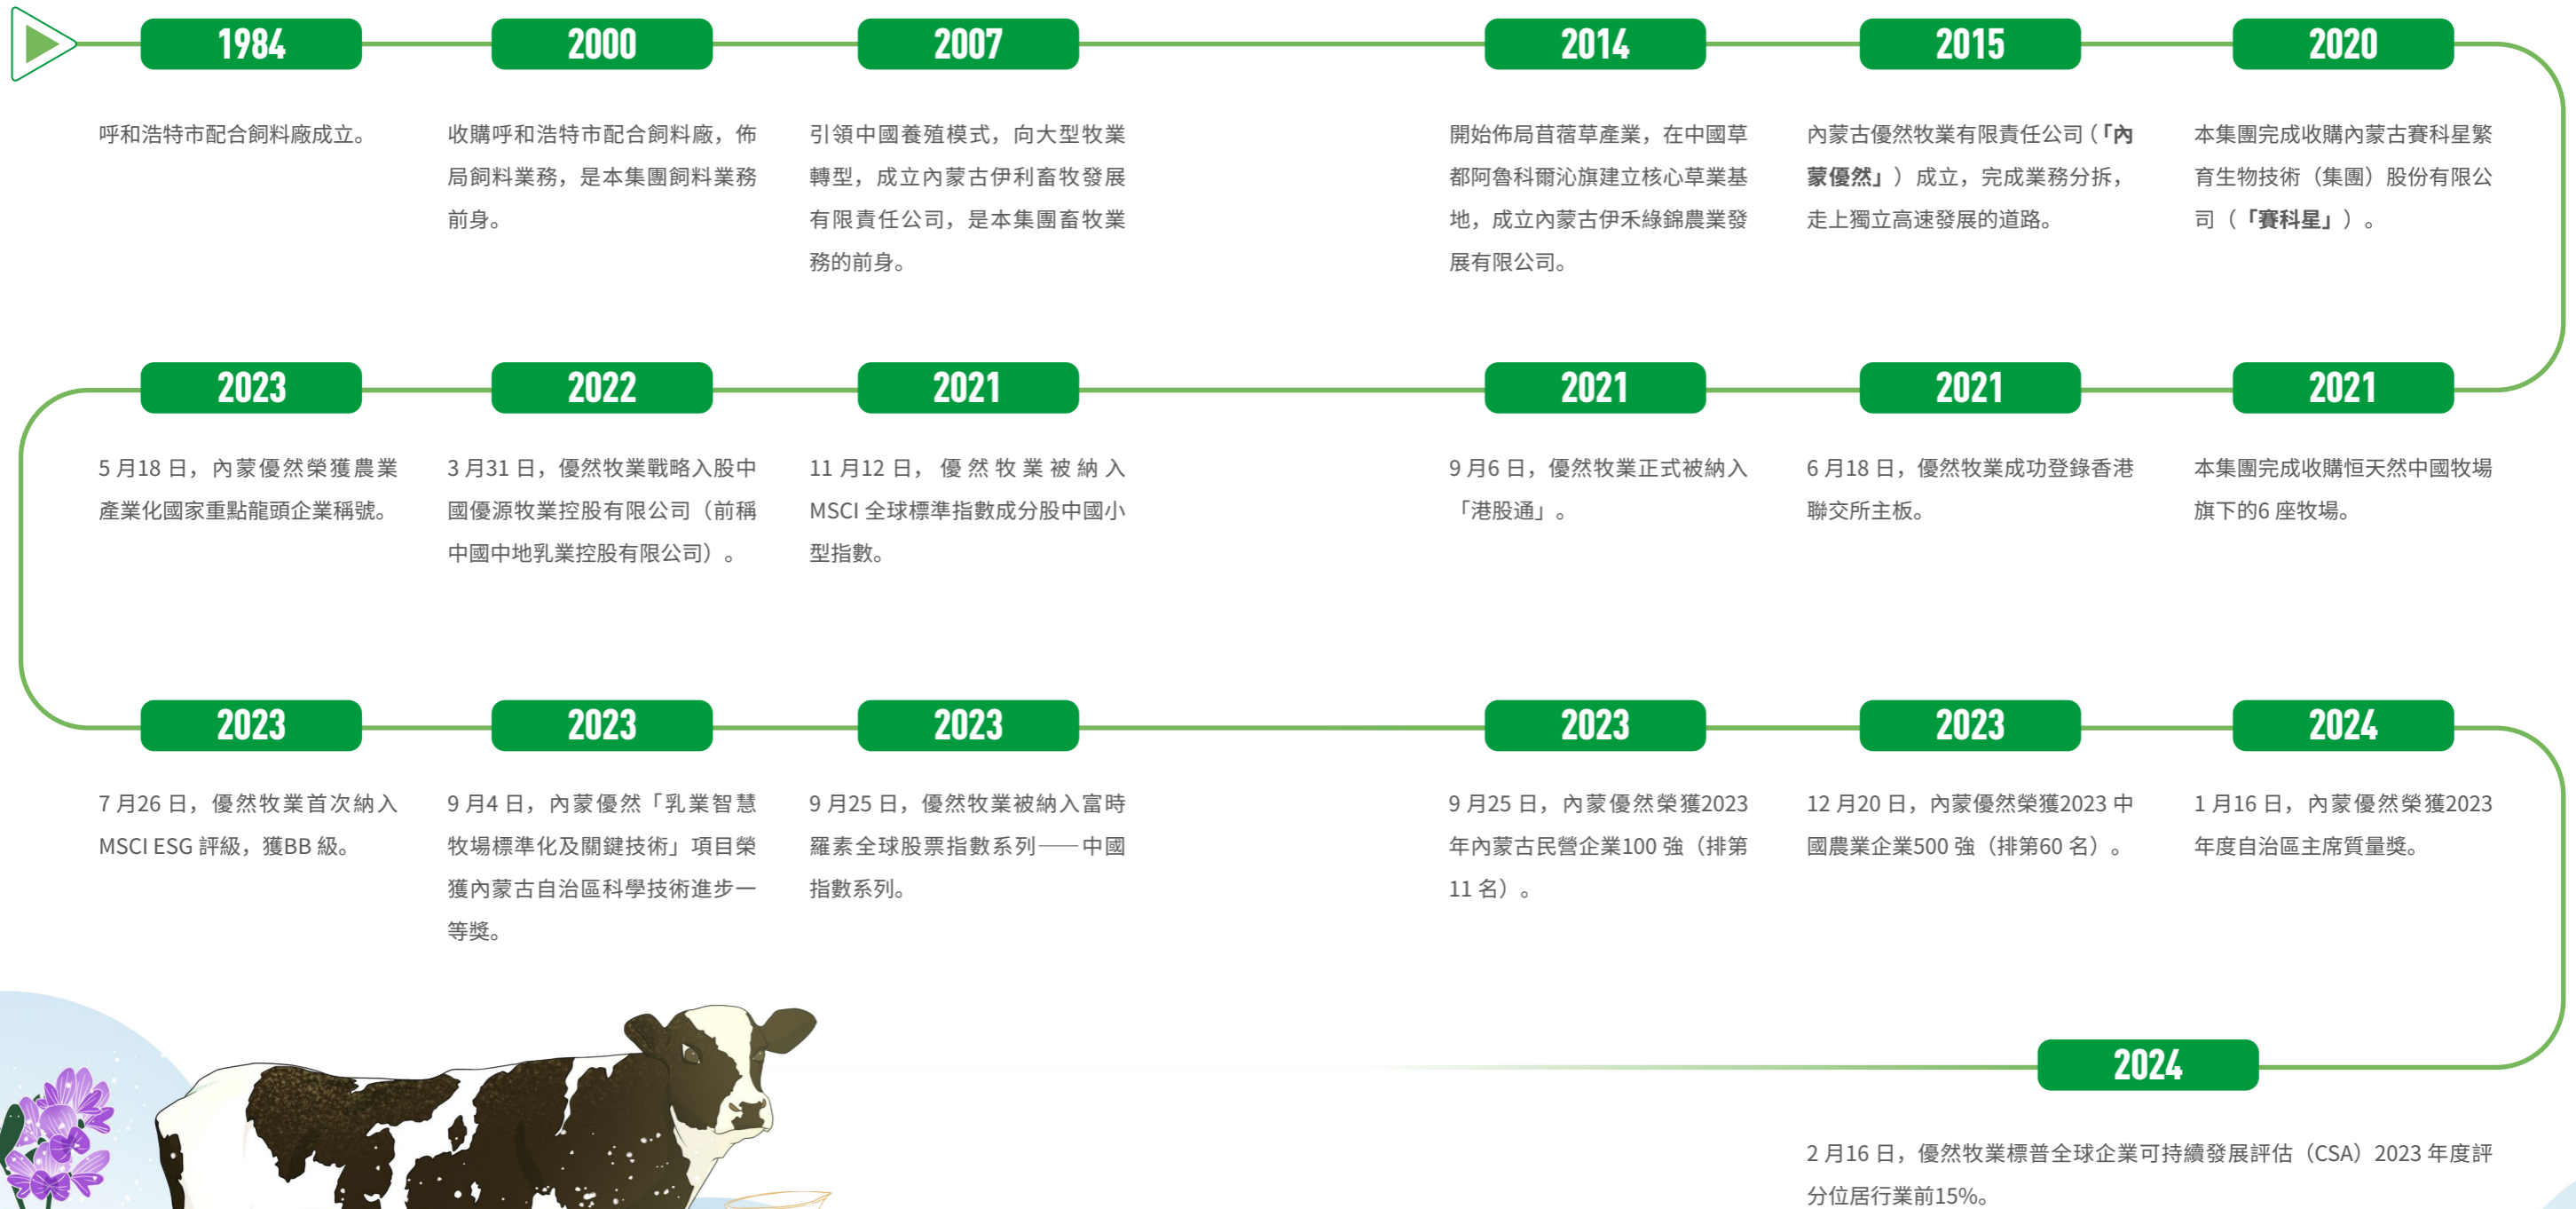 1984
呼和浩特市配合飼料廠成立。
2000
收購呼和浩特市配合飼料廠，佈
局飼料業務，是本集團飼料業務
前身。
2007
引領中國養殖模式，向大型牧業
轉型，成立內蒙古伊利畜牧發展
有限責任公司，是本集團畜牧業
務的前身。
2014
開始佈局苜蓿草產業，在中國草
都阿魯科爾沁旗建立核心草業基
地，成立內蒙古伊禾綠錦農業發
展有限公司。
2015
內蒙古優然牧業有限責任公司（「內
蒙優然」）成立，完成業務分拆，
走上獨立高速發展的道路。
2020
本集團完成收購內蒙古賽科星繁
育生物技術（集團）股份有限公
司（「賽科星」）。
2021
本集團完成收購恒天然中國牧場
旗下的6 座牧場。
2021
6 月18 日，優然牧業成功登錄香港
聯交所主板。
2021
9 月6 日，優然牧業正式被納入
「港股通」。
2021
11 月12 日，優然牧業被納入
MSCI 全球標準指數成分股中國小
型指數。
2022
3 月31 日，優然牧業戰略入股中
國優源牧業控股有限公司（前稱
中國中地乳業控股有限公司）。
2023
5 月18 日，內蒙優然榮獲農業
產業化國家重點龍頭企業稱號。
2023
7 月26 日，優然牧業首次納入
MSCI ESG 評級，獲BB 級。
2023
9 月4 日，內蒙優然「乳業智慧
牧場標準化及關鍵技術」項目榮
獲內蒙古自治區科學技術進步一
等獎。
2023
9 月25 日，優然牧業被納入富時
羅素全球股票指數系列——中國
指數系列。
2023
9 月25 日，內蒙優然榮獲2023
年內蒙古民營企業100 強（排第
11 名）。
2023
12 月20 日，內蒙優然榮獲2023 中
國農業企業500 強（排第60 名）。
2024
1 月16 日，內蒙優然榮獲2023
年度自治區主席質量獎。
2024
2 月16 日，優然牧業標普全球企業可持續發展評估（CSA）2023 年度評
分位居行業前15%。